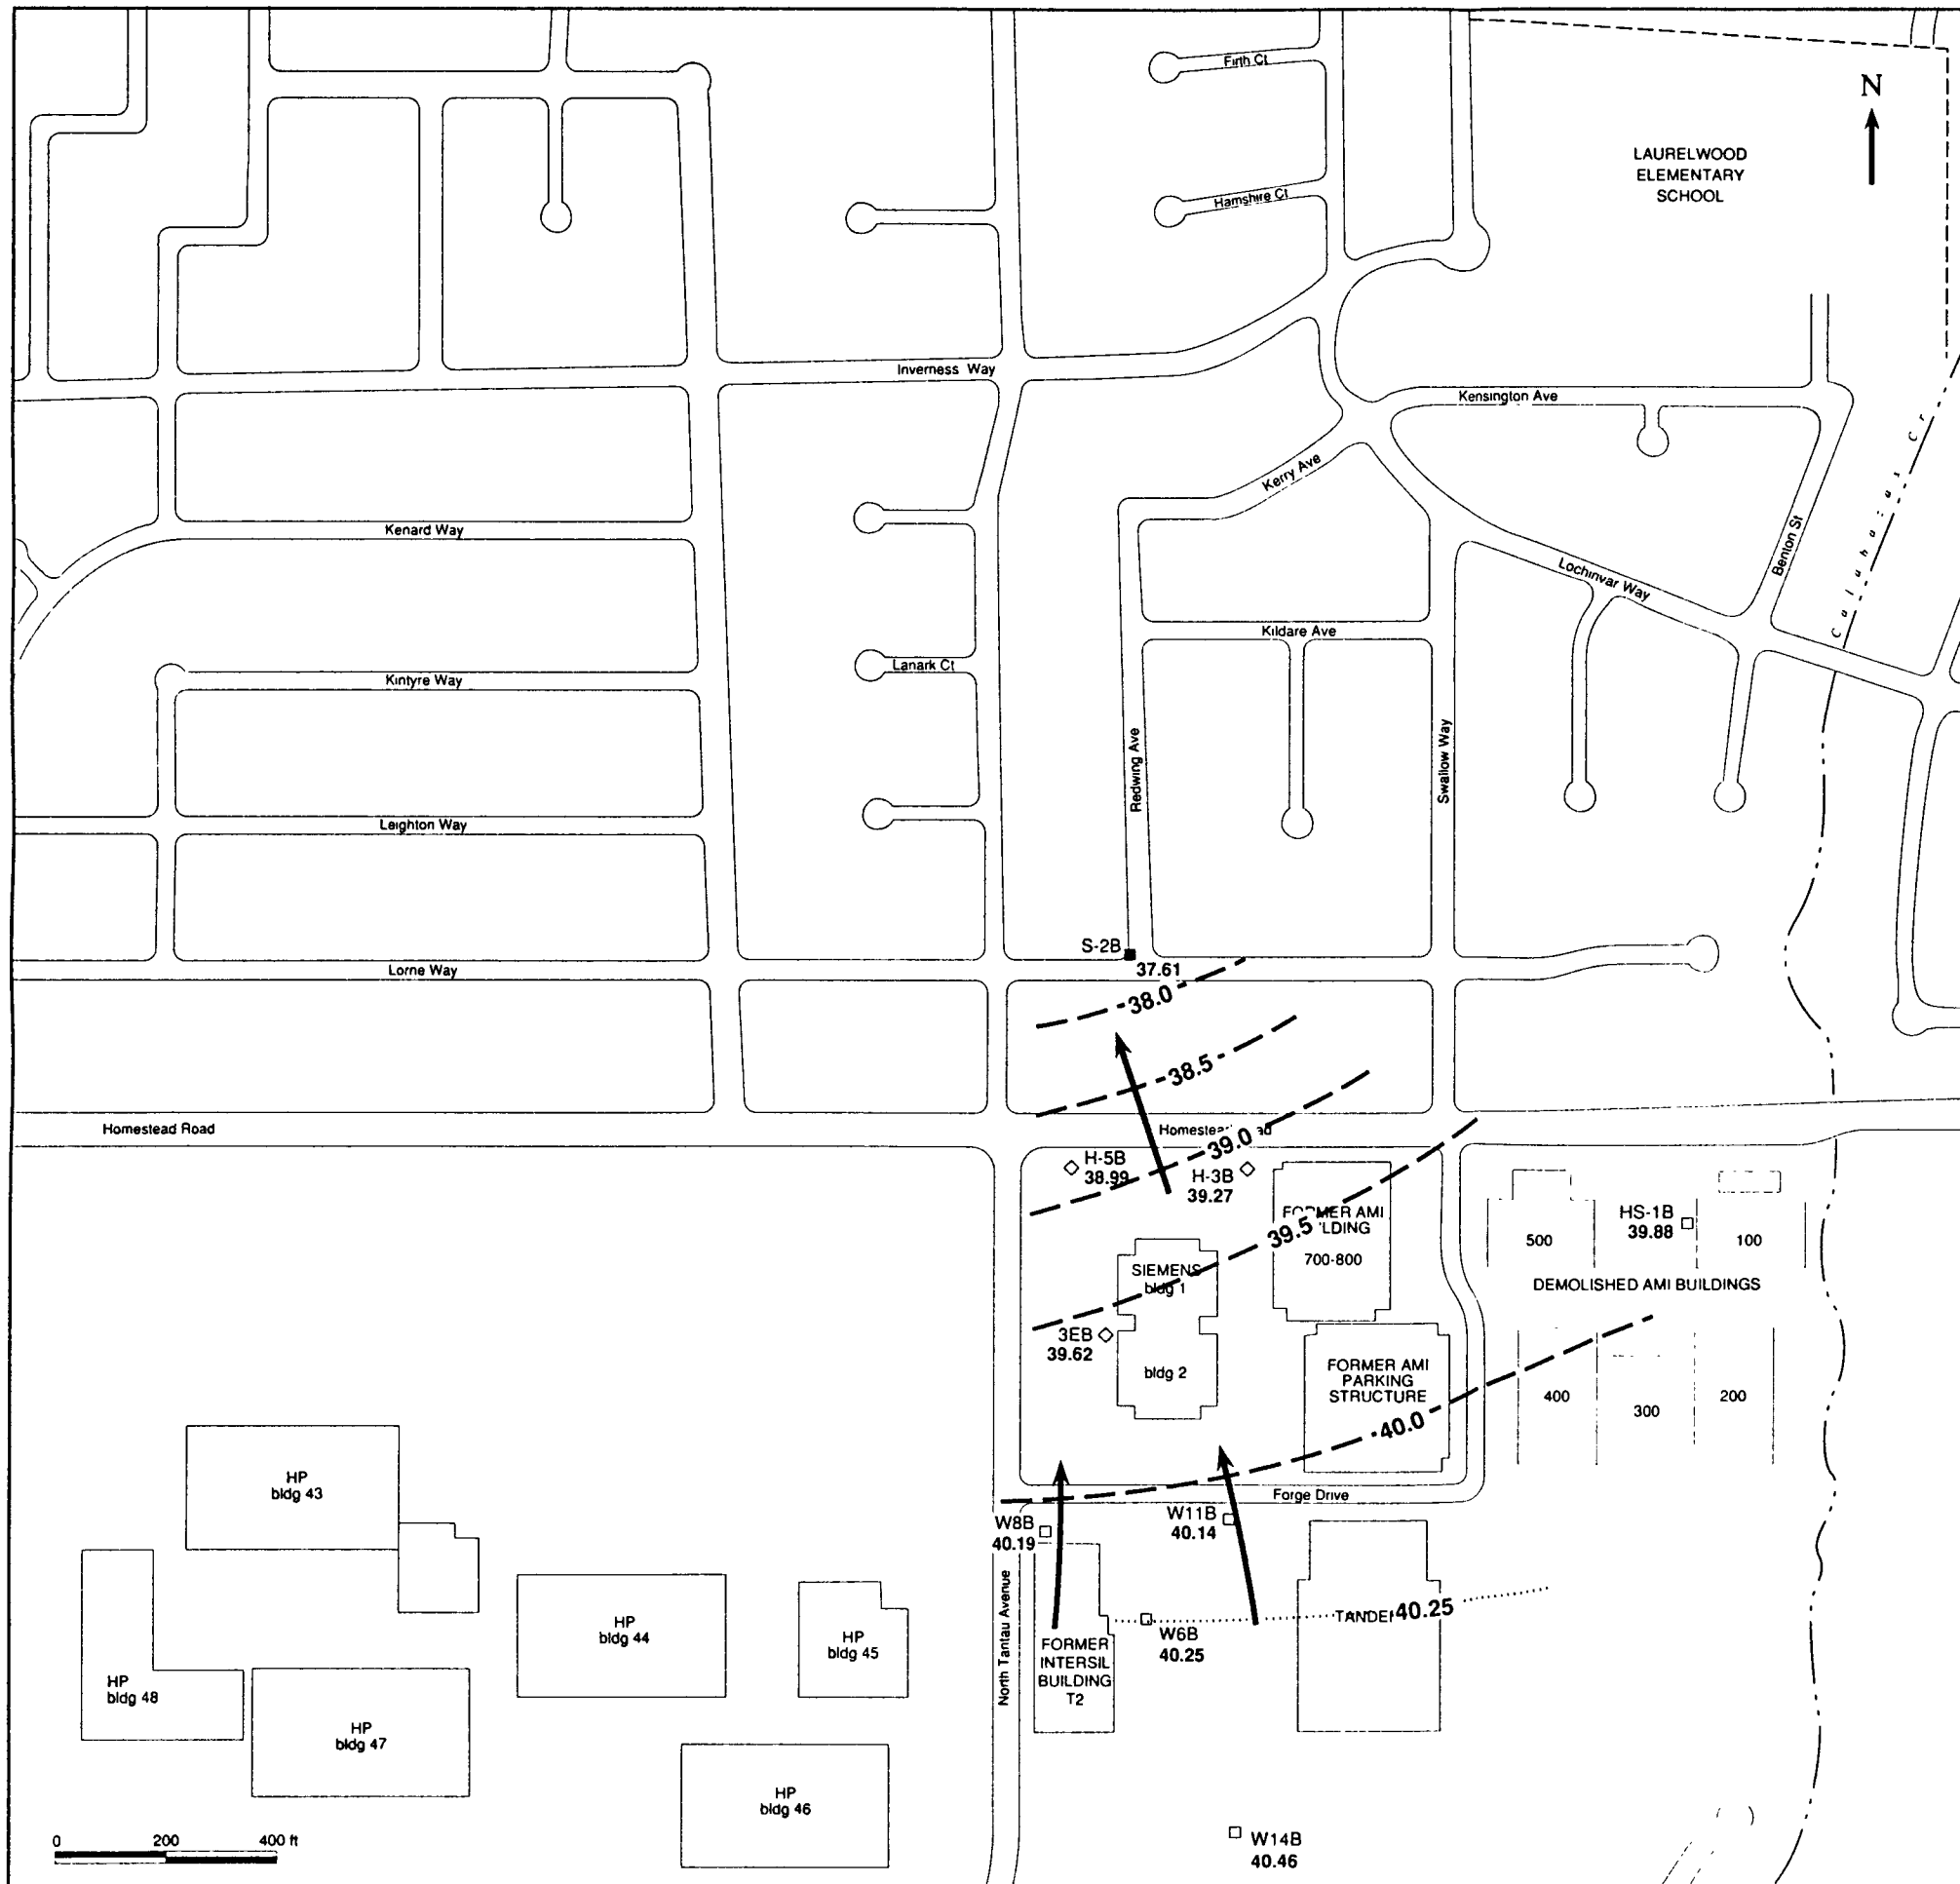 Firth Ct
N
LAURELWOOD
ELEMENTARY
SCHOOL
Hamshire Ct
Inverness Way
Kensington Ave
Kerry Ave
Kenard Way
Benton St
Lochinvar Way
Calabazas Cr
Kildare Ave
Lanark Ct
Kintyre Way
Redwing Ave
Swallow Way
Leighton Way
S-2B
37.61
Lorne Way
38.0
38.5
Homestead Road
39.0
H-5B
38.99
H-3B
39.27
FORMER AMI
39.5
700-800
HS-1B
39.88
500
100
DEMOLISHED AMI BUILDINGS
SIEMENS
bldg 1
3EB
39.62
bldg 2
FORMER AMI
PARKING
STRUCTURE
400
300
200
40.0
HP
bldg 43
Forge Drive
W8B
40.19
W11B
40.14
North Tantau Avenue
HP
bldg 44
HP
bldg 45
40.25
W6B
40.25
FORMER
INTERSIL
BUILDING
T2
HP
bldg 48
HP
bldg 47
HP
bldg 46
0 200 400 ft
W14B
40.46